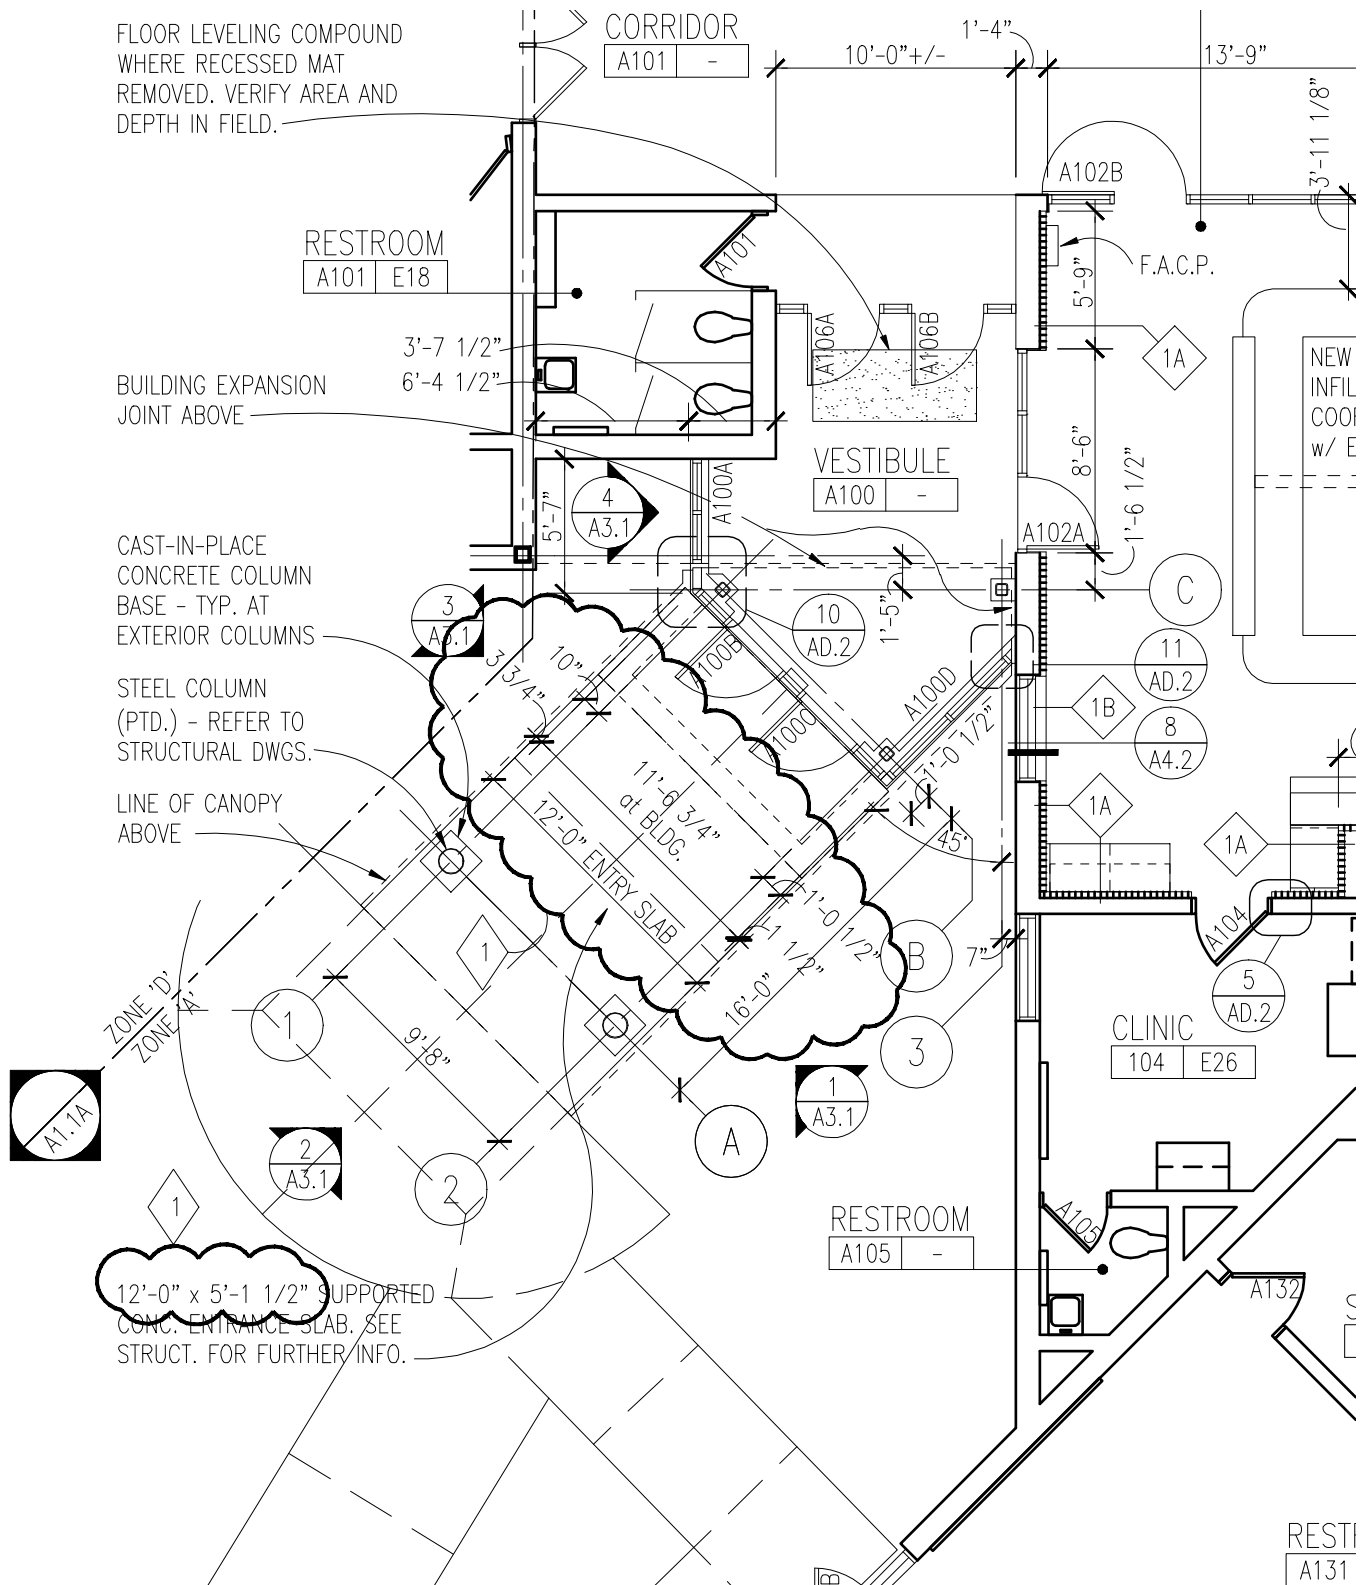 FLOOR LEVELING COMPOUND
WHERE RECESSED MAT
REMOVED. VERIFY AREA AND
DEPTH IN FIELD.
CORRIDOR
A101 -
10'-0"+/-
1'-4"
13'-9"
3'-11 1/8"
A102B
F.A.C.P.
5'-9"
1A
RESTROOM
A101 E18
A101
3'-7 1/2"
6'-4 1/2"
A106A
A106B
NEW
w/ E
BUILDING EXPANSION
JOINT ABOVE
VESTIBULE
A100 -
A100A
8'-6"
1'-6 1/2"
A102A
4
A3.1
5'-7"
CAST-IN-PLACE
CONCRETE COLUMN
BASE - TYP. AT
EXTERIOR COLUMNS
3
A3.1
10
AD.2
1'-5"
C
11
AD.2
1B
8
A4.2
1A
1A
STEEL COLUMN
(PTD.) - REFER TO
STRUCTURAL DWGS.
3 3/4"
10"
A100B
A100C
A100D
7'-0 1/2"
45°
LINE OF CANOPY
ABOVE
11'-6 3/4"
at BLDG.
12'-0" ENTRY SLAB
1'-0 1/2"
1 1/2"
16'-0"
B
7"
3
A104
5
AD.2
1
ZONE 'D'
ZONE 'A'
1
9'-8"
A1.1A
2
A3.1
2
A
1
A3.1
CLINIC
104 E26
1
12'-0" x 5'-1 1/2" SUPPORTED
CONC. ENTRANCE SLAB. SEE
STRUCT. FOR FURTHER INFO.
RESTROOM
A105 -
A105
A132
A131
B